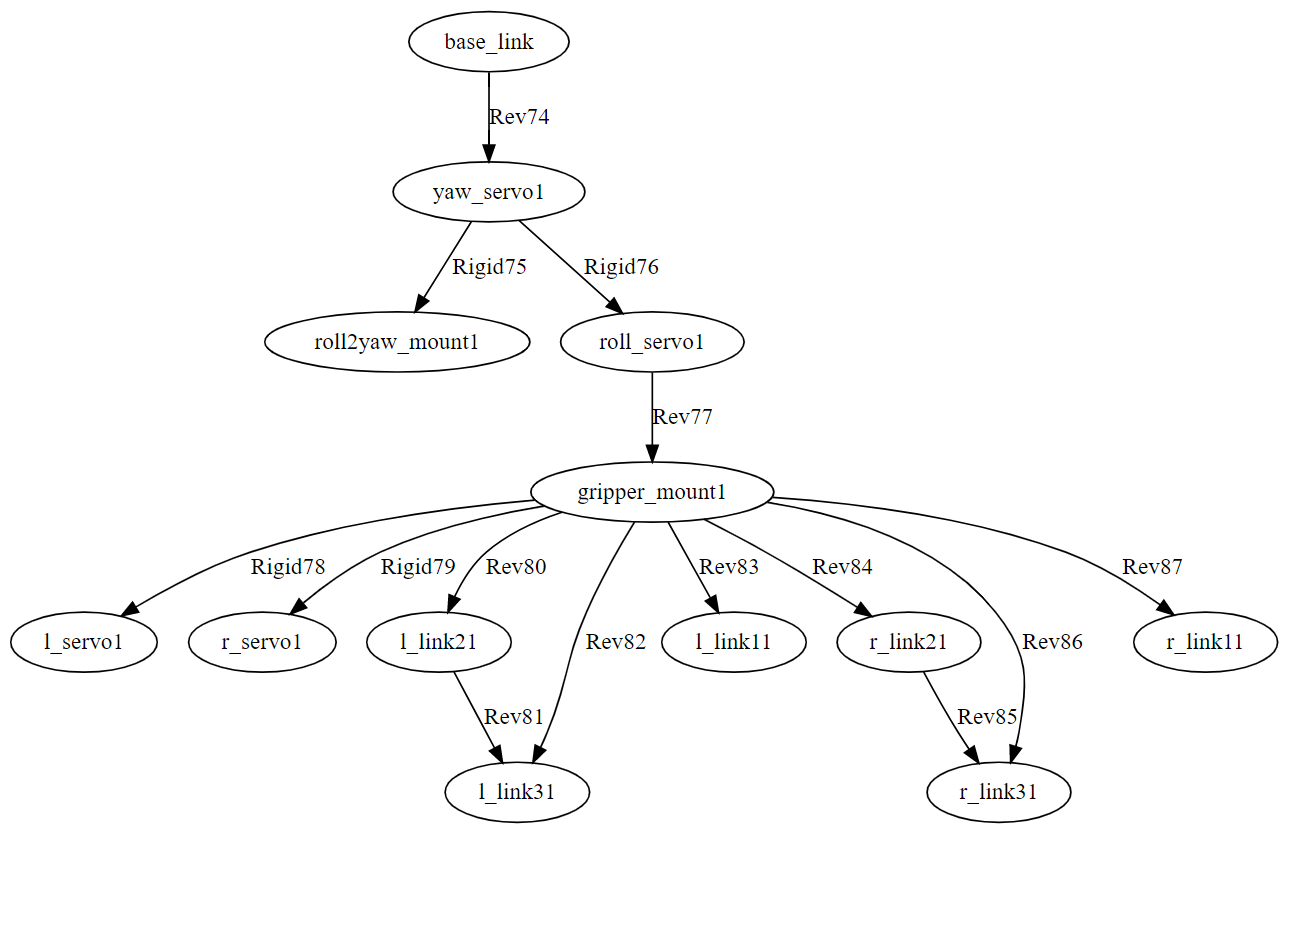 base_link
Rev74
yaw_servo1
Rigid75
Rigid76
roll2yaw_mount1
roll_servo1
Rev77
gripper_mount1
Rigid78
Rigid79
Rev80
Rev83
Rev84
Rev87
l_servo1
r_servo1
l_link21
Rev82
l_link11
r_link21
Rev86
r_link11
Rev81
Rev85
l_link31
r_link31